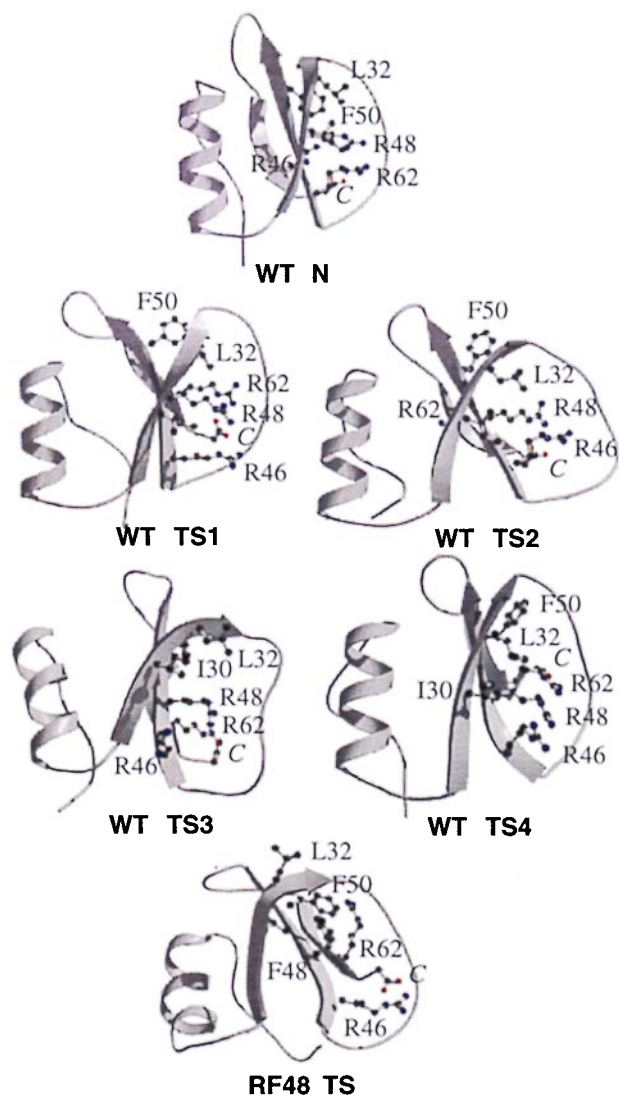 L32
F50
R48
R46
R62
C
WT N
F50
L32
R62
R48
C
R46
WT TS1
F50
L32
R62
R48
R46
C
WT TS2
I30
L32
R48
R62
R46
C
WT TS3
F50
L32
C
I30
R62
R48
R46
WT TS4
L32
F50
R62
F48
C
R46
RF48 TS